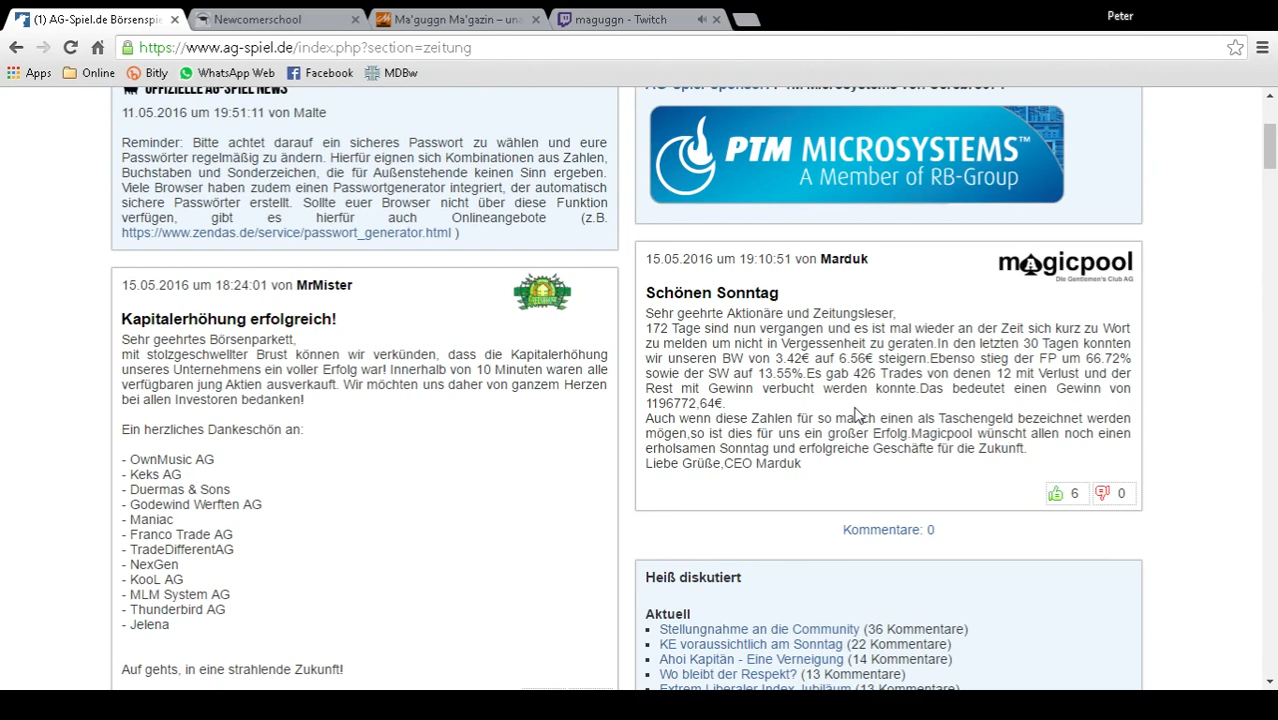 (1) AG-Spiel.de Börsenspie
Newcomerschool
Ma'guggn Ma'gazin – una
maguggn - Twitch
Peter
https://www.ag-spiel.de/index.php?section=zeitung
Apps
Online
Bitly
WhatsApp Web
Facebook
MDBw
OFFIZIELLE AG-SPIEL NEWS
11.05.2016 um 19:51:11 von Malte
Reminder: Bitte achtet darauf ein sicheres Passwort zu wählen und eure
Passwörter regelmäßig zu ändern. Hierfür eignen sich Kombinationen aus Zahlen,
Buchstaben und Sonderzeichen, die für Außenstehende keinen Sinn ergeben.
Viele Browser haben zudem einen Passwortgenerator integriert, der automatisch
sichere Passwörter erstellt. Sollte euer Browser nicht über diese Funktion
verfügen, gibt es hierfür auch Onlineangebote (z.B.
https://www.zendas.de/service/passwort_generator.html )
15.05.2016 um 18:24:01 von MrMister
Kapitalerhöhung erfolgreich!
Sehr geehrtes Börsenparkett,
mit stolzgeschwellter Brust können wir verkünden, dass die Kapitalerhöhung
unseres Unternehmens ein voller Erfolg war! Innerhalb von 10 Minuten waren alle
verfügbaren jung Aktien ausverkauft. Wir möchten uns daher von ganzem Herzen
bei allen Investoren bedanken!
Ein herzliches Dankeschön an:
- OwnMusic AG
- Keks AG
- Duermas & Sons
- Godewind Werften AG
- Maniac
- Franco Trade AG
- TradeDifferentAG
- NexGen
- KooL AG
- MLM System AG
- Thunderbird AG
- Jelena
Auf gehts, in eine strahlende Zukunft!
PTM MICROSYSTEMS™
A Member of RB-Group
15.05.2016 um 19:10:51 von Marduk
magicpool
Die Gentlemen's Club AG
Schönen Sonntag
Sehr geehrte Aktionäre und Zeitungsleser,
172 Tage sind nun vergangen und es ist mal wieder an der Zeit sich kurz zu Wort
zu melden um nicht in Vergessenheit zu geraten.In den letzten 30 Tagen konnten
wir unseren BW von 3.42€ auf 6.56€ steigern.Ebenso stieg der FP um 66.72%
sowie der SW auf 13.55%.Es gab 426 Trades von denen 12 mit Verlust und der
Rest mit Gewinn verbucht werden konnte.Das bedeutet einen Gewinn von
1196772,64€.
Auch wenn diese Zahlen für so manch einen als Taschengeld bezeichnet werden
mögen,so ist dies für uns ein großer Erfolg.Magicpool wünscht allen noch einen
erholsamen Sonntag und erfolgreiche Geschäfte für die Zukunft.
Liebe Grüße,CEO Marduk
6
0
Kommentare: 0
Heiß diskutiert
Aktuell
Stellungnahme an die Community (36 Kommentare)
KE voraussichtlich am Sonntag (22 Kommentare)
Ahoi Kapitän - Eine Verneigung (14 Kommentare)
Wo bleibt der Respekt? (13 Kommentare)
Extrem Liberaler Index Jubiläum (13 Kommentare)